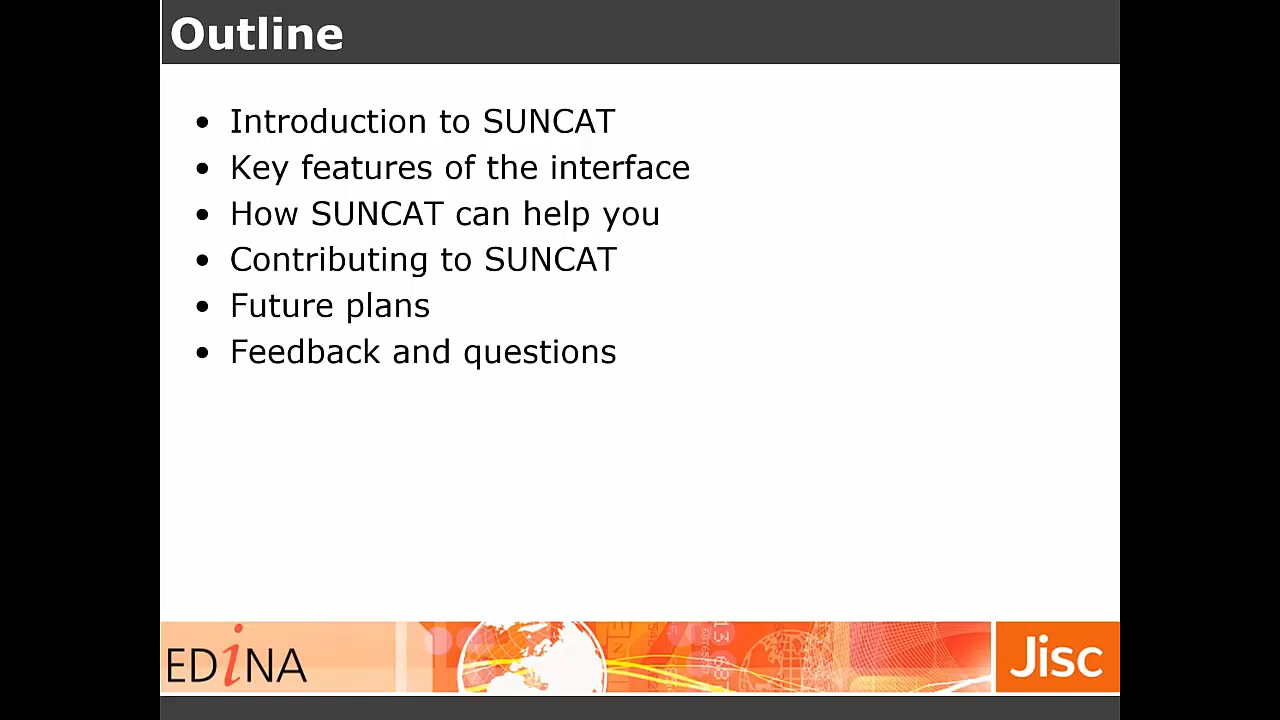 Outline
• Introduction to SUNCAT
• Key features of the interface
• How SUNCAT can help you
• Contributing to SUNCAT
• Future plans
• Feedback and questions
EDiNA
Jisc